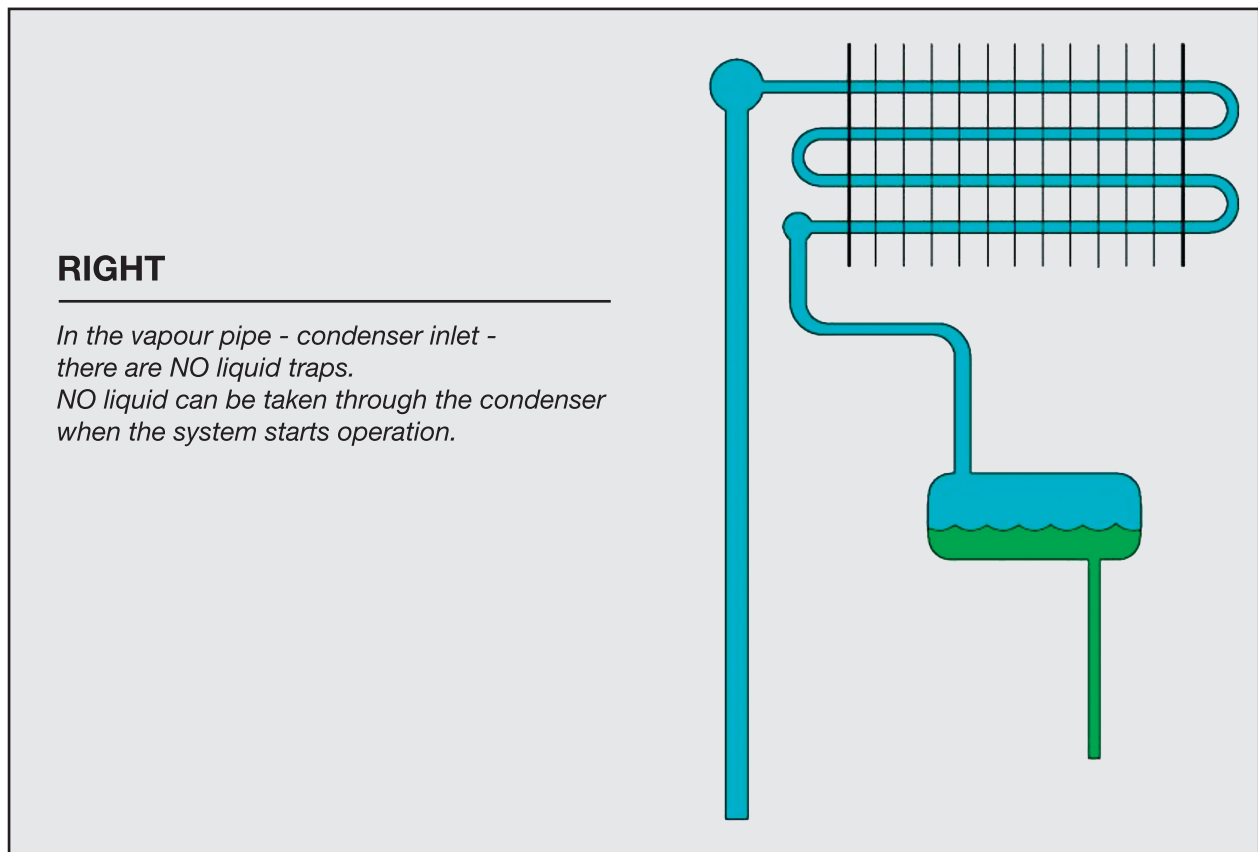 RIGHT
In the vapour pipe - condenser inlet -
there are NO liquid traps.
NO liquid can be taken through the condenser
when the system starts operation.